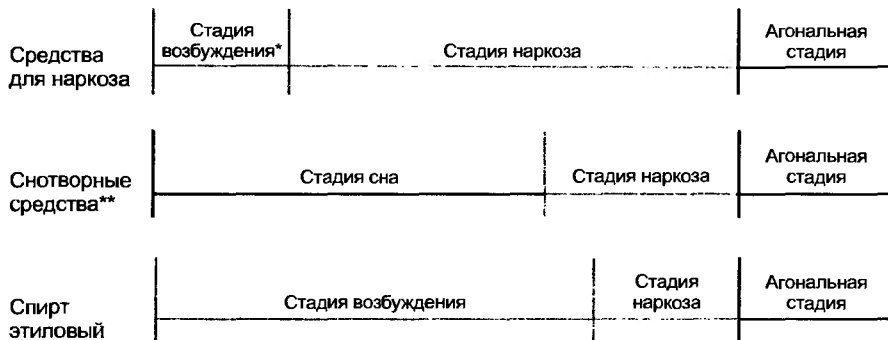 Стадия
возбуждения*
Стадия наркоза
Агональная
стадия
Средства
для наркоза
Стадия сна
Стадия наркоза
Агональная
стадия
Снотворные
средства**
Стадия возбуждения
Стадия
наркоза
Агональная
стадия
Спирт
этиловый